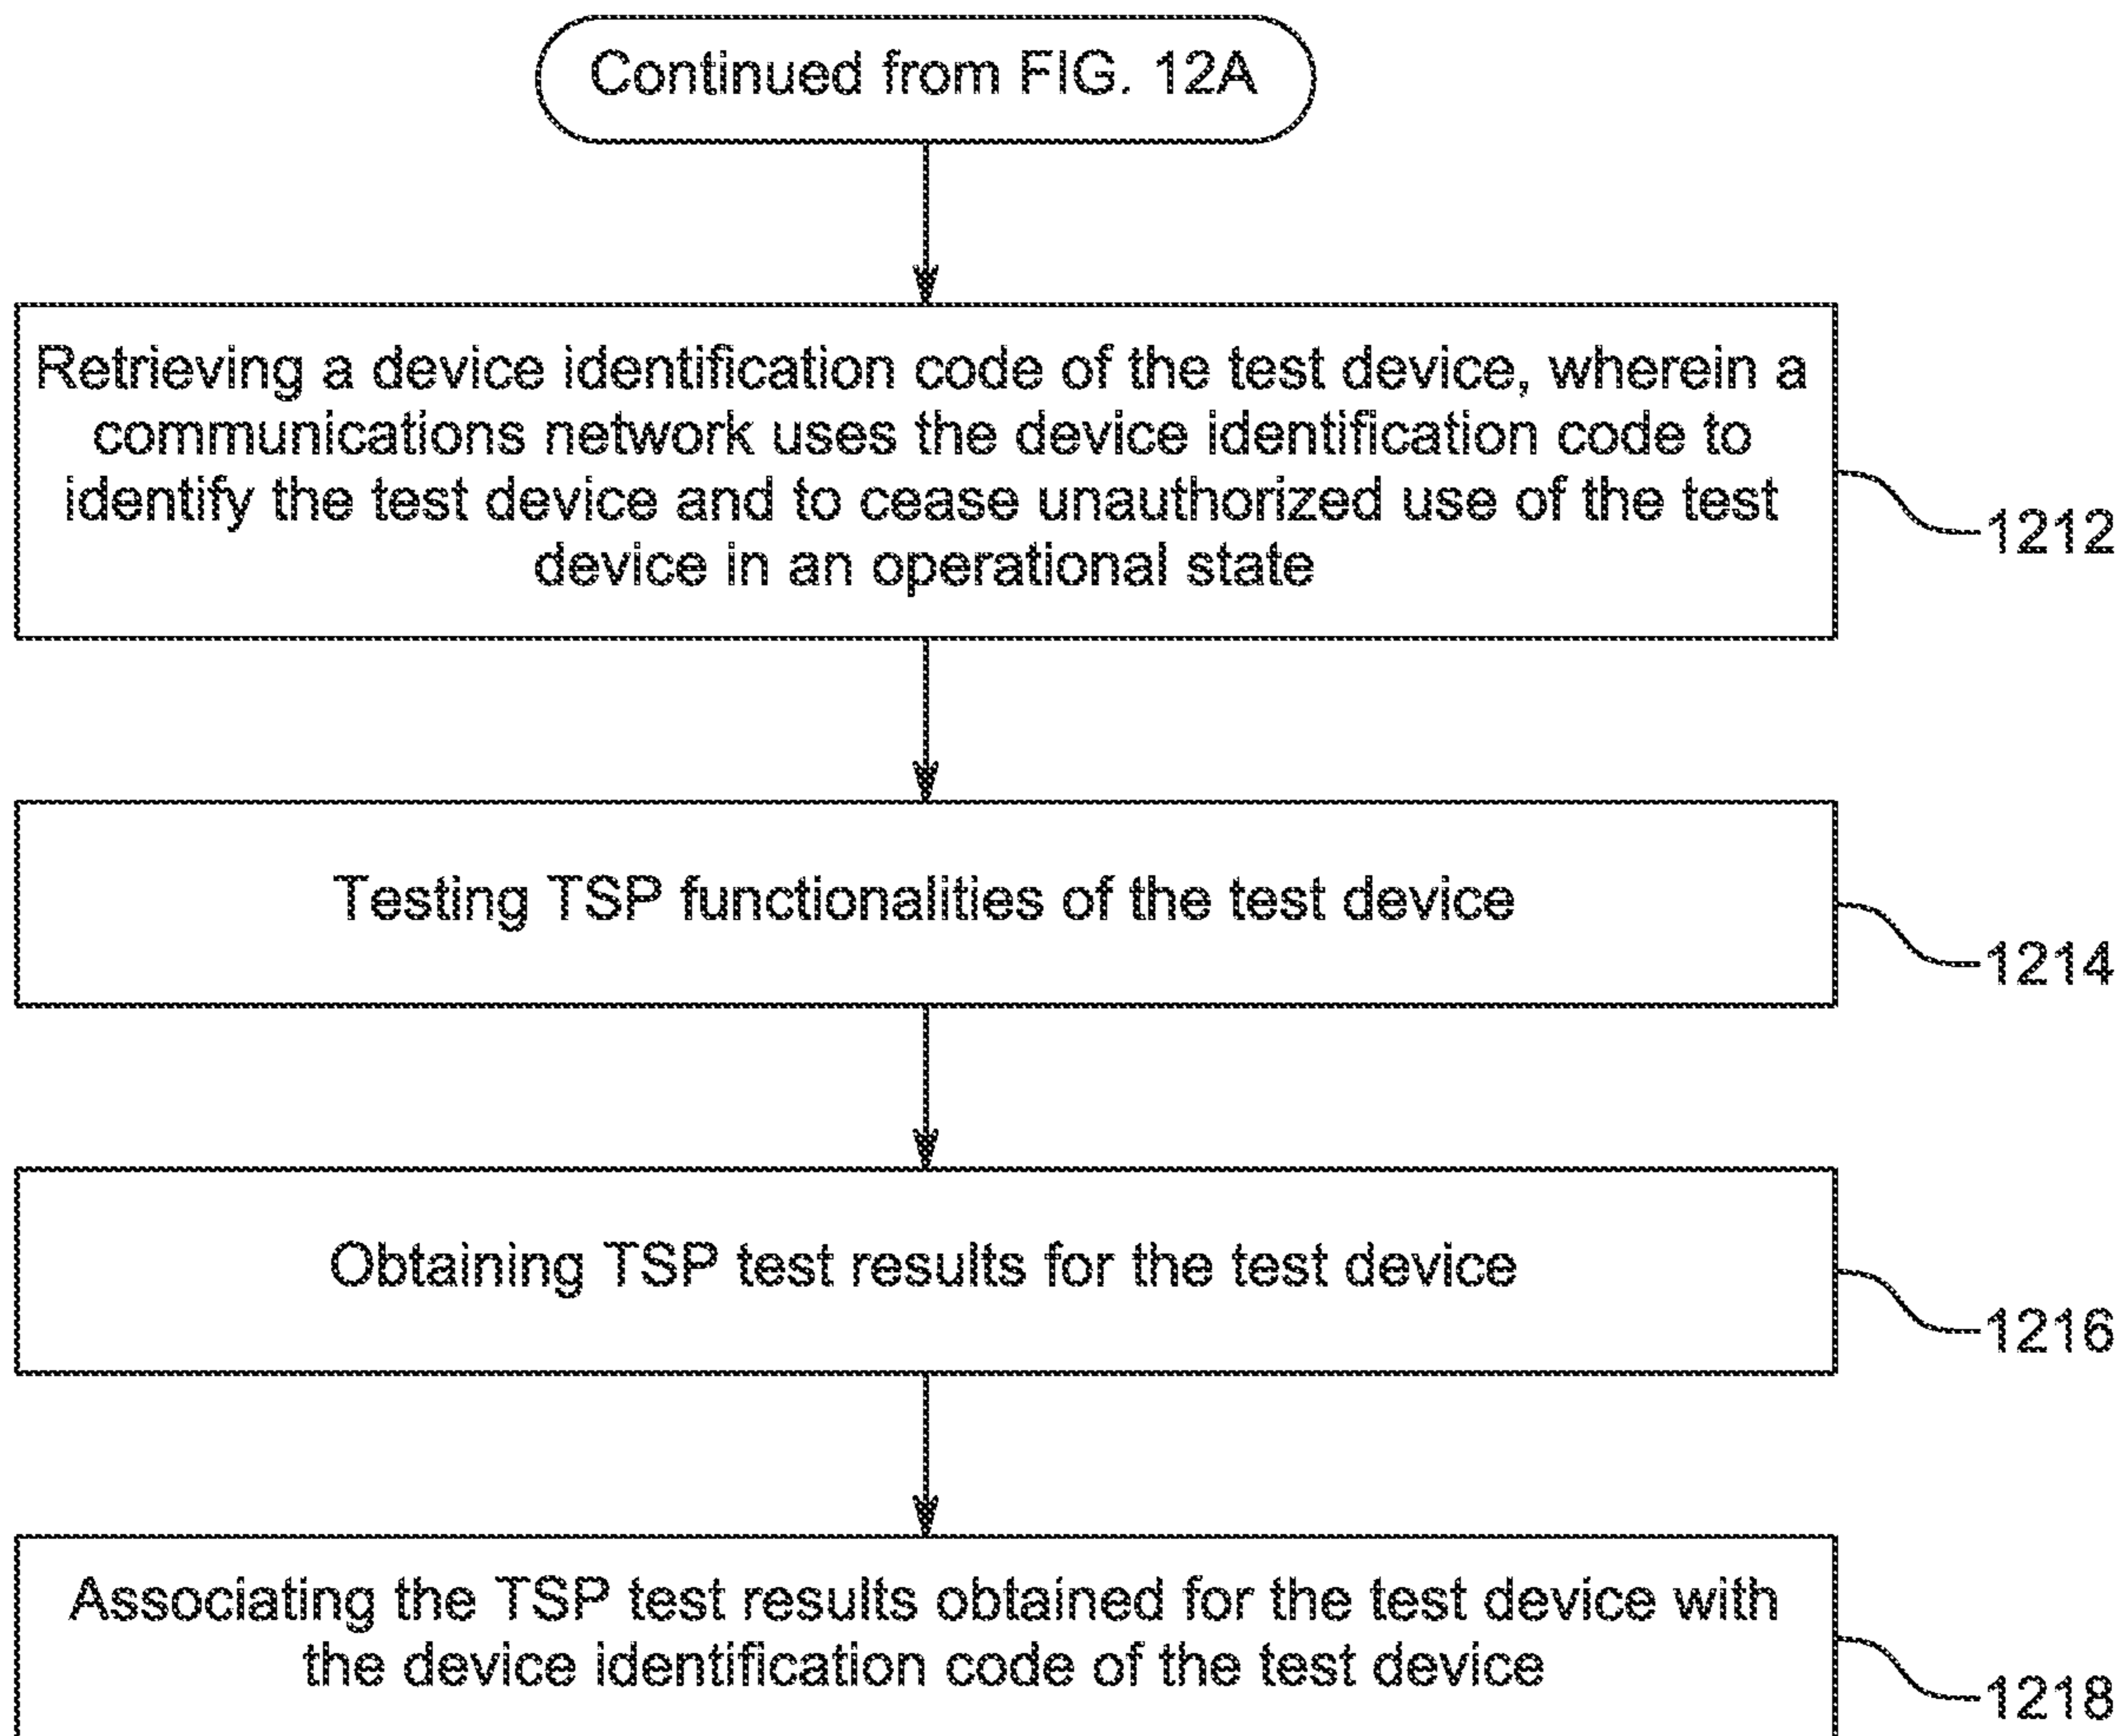 Continued from FIG. 12A
Retrieving a device identification code of the test device, wherein a
communications network uses the device identification code to
identify the test device and to cease unauthorized use of the test
device in an operational state
1212
Testing TSP functionalities of the test device
1214
Obtaining TSP test results for the test device
1216
Associating the TSP test results obtained for the test device with
the device identification code of the test device
1218